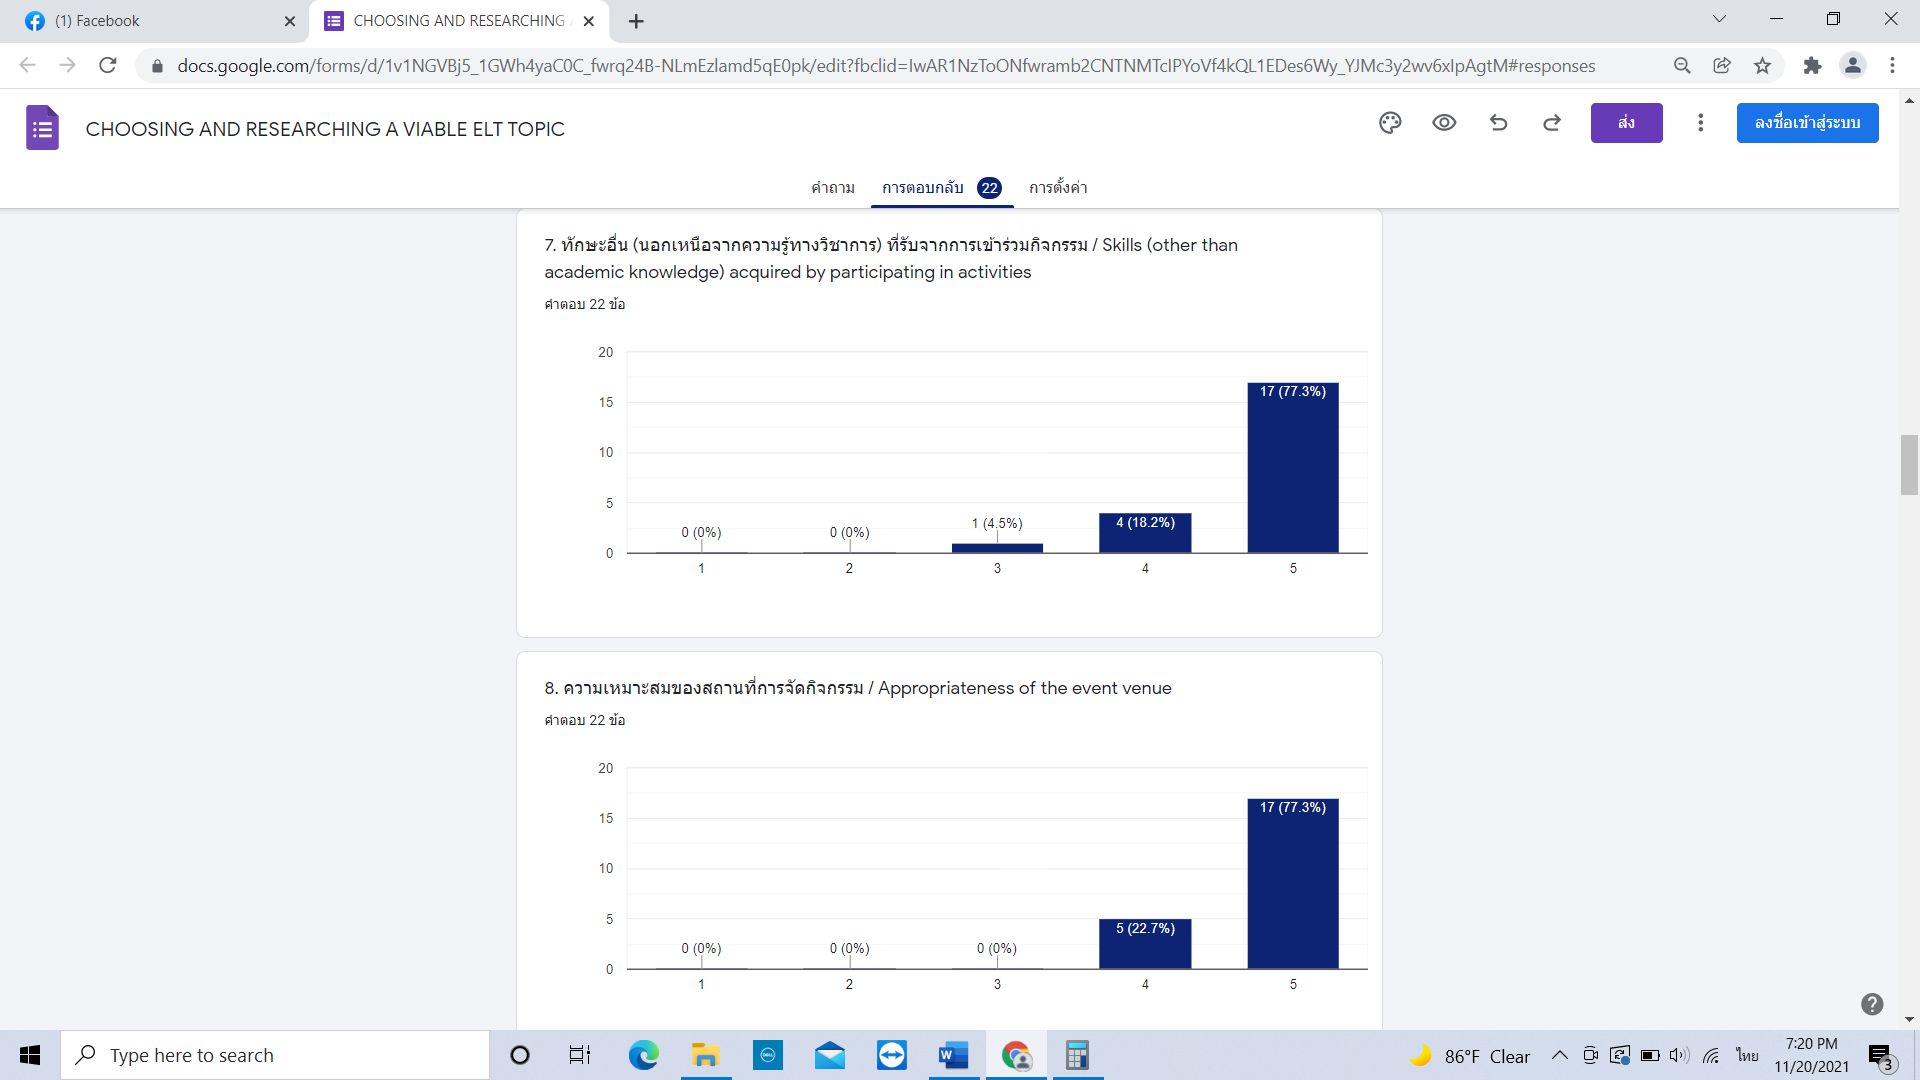 (1) Facebook
CHOOSING AND RESEARCHING
docs.google.com/forms/d/1v1NGVBj5_1GWh4yaC0C_fwrq24B-NLmEzlamd5qE0pk/edit?fbclid=IwAR1NzToONfwramb2CNTNMTcIPYoVf4kQL1EDes6Wy_YJMc3y2wv6xIpAgtM#responses
CHOOSING AND RESEARCHING A VIABLE ELT TOPIC
ส่ง
ลงชื่อเข้าสู่ระบบ
คำถาม การตอบกลับ 22 การตั้งค่า
7. ทักษะอื่น (นอกเหนือจากความรู้ทางวิชาการ) ที่รับจากการเข้าร่วมกิจกรรม / Skills (other than
academic knowledge) acquired by participating in activities
คำตอบ 22 ข้อ
20
15
10
5
0
0 (0%) 0 (0%) 1 (4.5%) 4 (18.2%) 17 (77.3%)
1 2 3 4 5
8. ความเหมาะสมของสถานที่การจัดกิจกรรม / Appropriateness of the event venue
คำตอบ 22 ข้อ
20
15
10
5
0
0 (0%) 0 (0%) 0 (0%) 5 (22.7%) 17 (77.3%)
1 2 3 4 5
Type here to search
DELL
W
86°F Clear
ไทย
7:20 PM
11/20/2021
3